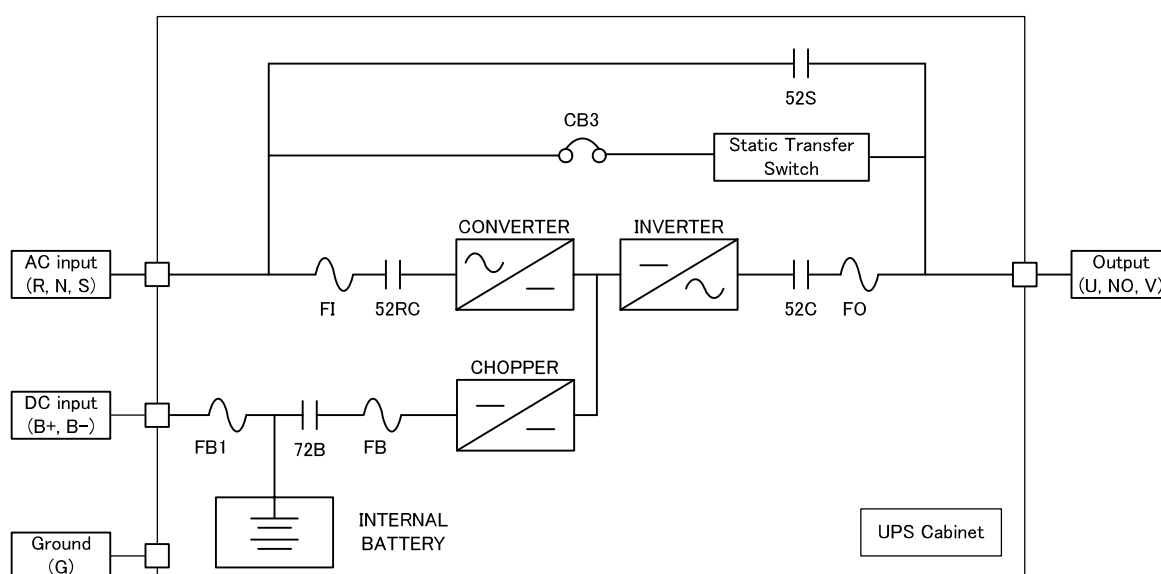 52S
CB3
Static Transfer
Switch
CONVERTER
INVERTER
AC input
(R, N, S)
FI
52RC
52C
FO
Output
(U, NO, V)
CHOPPER
DC input
(B+, B-)
FB1
72B
FB
INTERNAL
BATTERY
UPS Cabinet
Ground
(G)